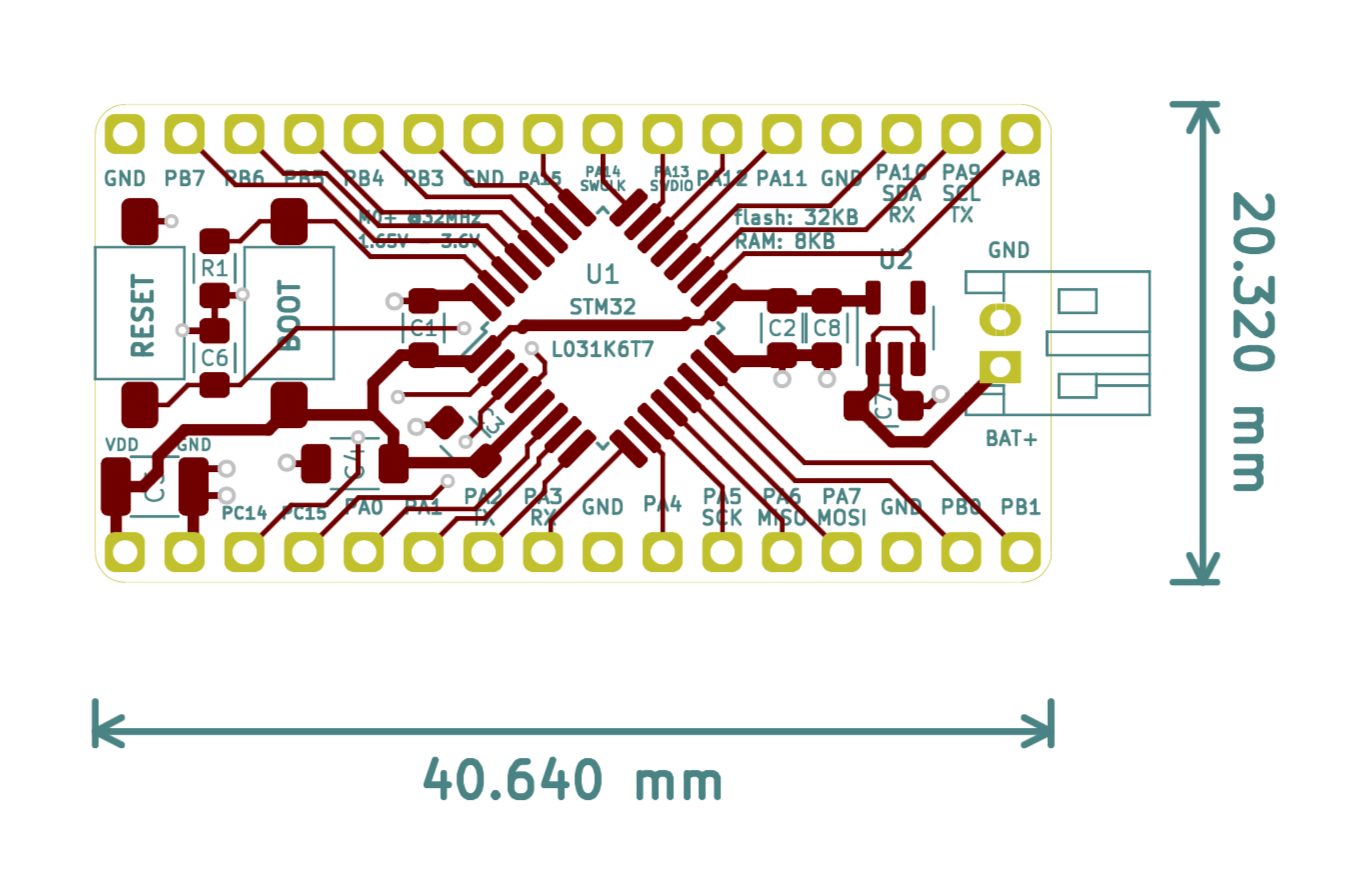 GND PB7 PB6 PB5 PB4 PB3 GND PA15 PA14 PA13 PA12 PA11 GND PA10 PA9 PA8
SWCLK SWDIO SDA SCL
RX TX
M0+ @32MHz flash: 32KB
1.65V - 3.6V RAM: 8KB
GND
U2
R1
U1
STM32
RESET
BOOT
C1 C2 C8
L031K6T7
C6
C7
C3
BAT+
VDD GND
C4
C5
PC14 PC15 PA0 PA1 PA2 PA3 GND PA4 PA5 PA6 PA7 GND PB0 PB1
TX RX SCK MISO MOSI
20.320 mm
40.640 mm